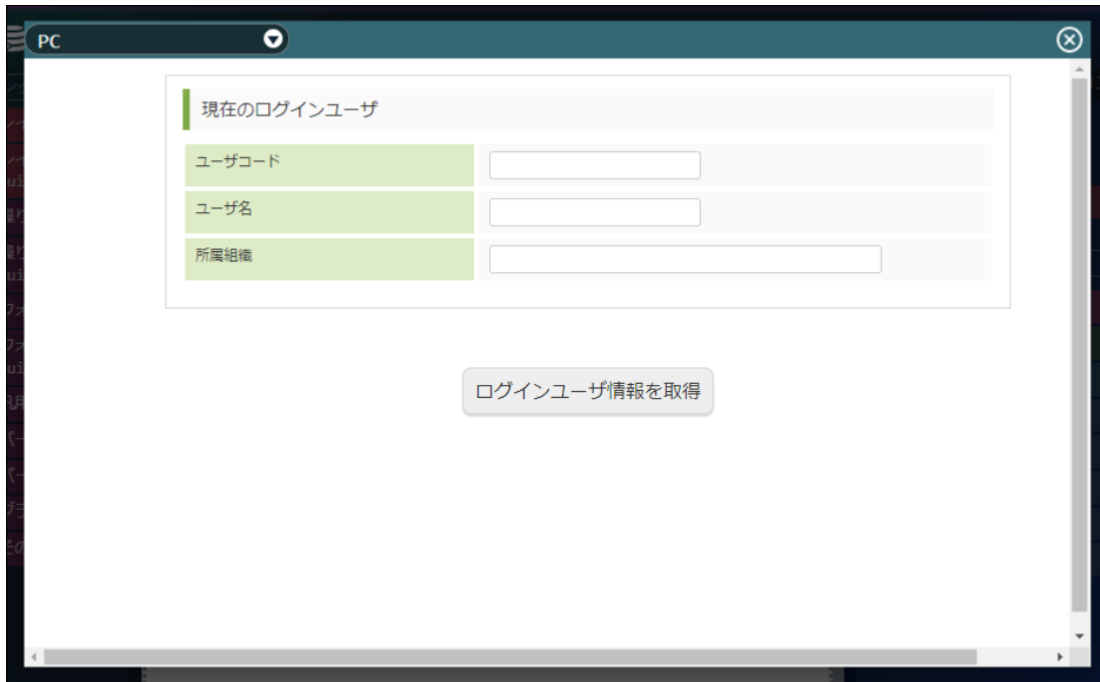 PC
現在のログインユーザ
ユーザコード
ユーザ名
所属組織
ログインユーザ情報を取得